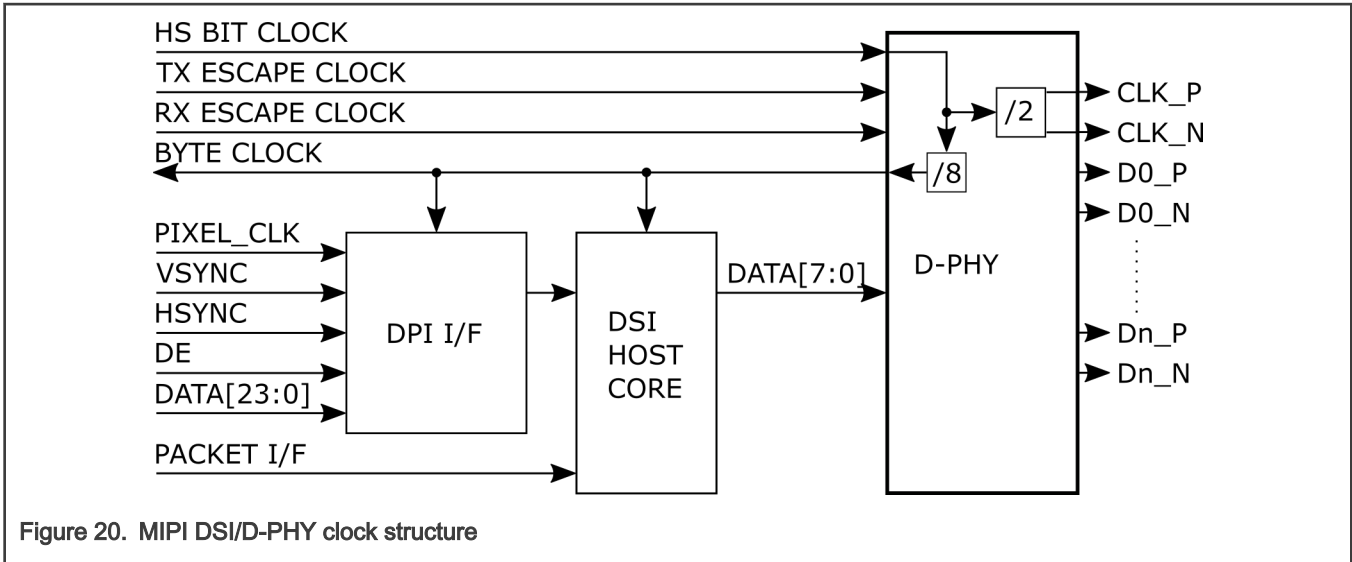 HS BIT CLOCK
TX ESCAPE CLOCK
RX ESCAPE CLOCK
BYTE CLOCK
/2
/8
CLK_P
CLK_N
D0_P
D0_N
Dn_P
Dn_N
D-PHY
PIXEL_CLK
VSYNC
HSYNC
DE
DATA[23:0]
PACKET I/F
DPI I/F
DSI
HOST
CORE
DATA[7:0]
Figure 20. MIPI DSI/D-PHY clock structure